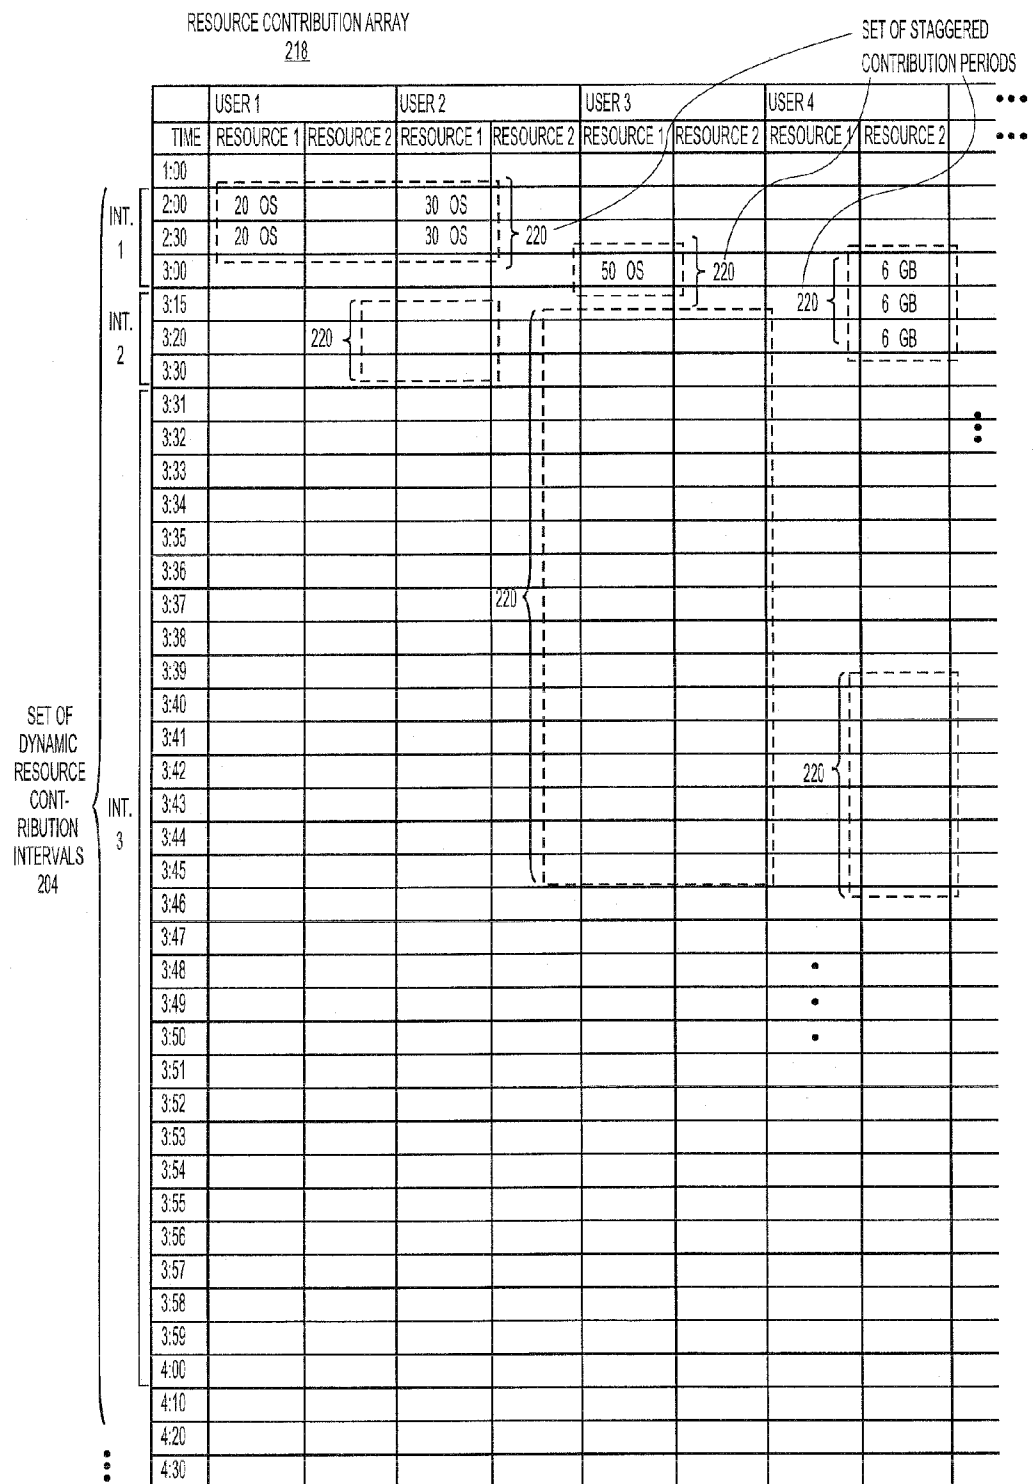 RESOURCE CONTRIBUTION ARRAY
218
SET OF STAGGERED
CONTRIBUTION PERIODS
USER 1 USER 2 USER 3 USER 4
TIME RESOURCE 1 RESOURCE 2 RESOURCE 1 RESOURCE 2 RESOURCE 1 RESOURCE 2 RESOURCE 1 RESOURCE 2
1:00
INT. 1
2:00 20 OS 30 OS
2:30 20 OS 30 OS 220
3:00 50 OS 220 6 GB
INT. 2
3:15 220 6 GB
3:20 220 6 GB
3:30
3:31
3:32
3:33
3:34
3:35
3:36
3:37 220
3:38
3:39
3:40
3:41
3:42 220
SET OF
DYNAMIC
RESOURCE
CONT-
RIBUTION
INTERVALS
204
INT. 3
3:43
3:44
3:45
3:46
3:47
3:48
3:49
3:50
3:51
3:52
3:53
3:54
3:55
3:56
3:57
3:58
3:59
4:00
4:10
4:20
4:30